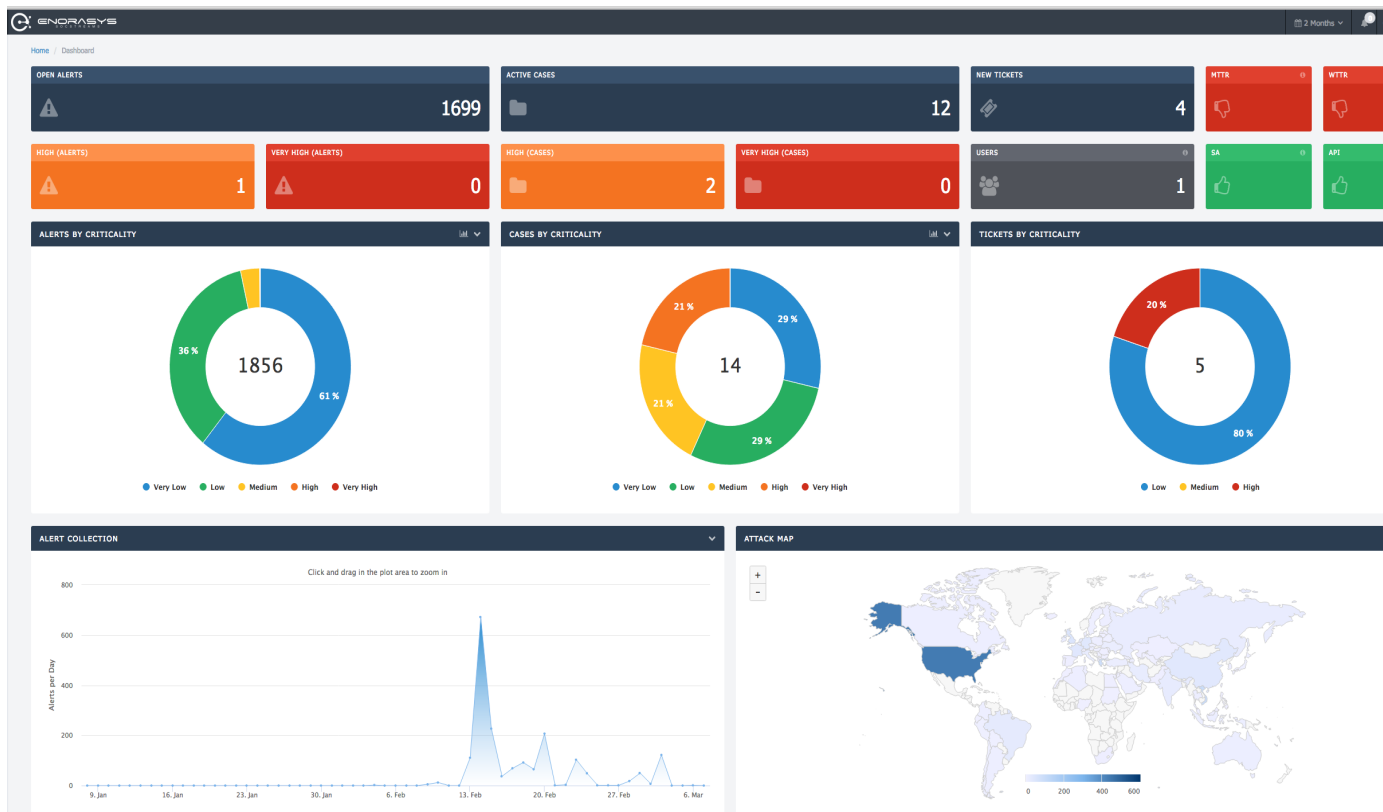 ENDRASYS
2 Months
0
Home / Dashboard
OPEN ALERTS
1699
ACTIVE CASES
12
NEW TICKETS
4
MTTR
WTTR
HIGH (ALERTS)
1
VERY HIGH (ALERTS)
0
HIGH (CASES)
2
VERY HIGH (CASES)
0
USERS
1
SA
API
ALERTS BY CRITICALITY
36 %
1856
61 %
Very Low Low Medium High Very High
CASES BY CRITICALITY
21 %
29 %
14
21 %
29 %
Very Low Low Medium High Very High
TICKETS BY CRITICALITY
20 %
5
80 %
Low Medium High
ALERT COLLECTION
Click and drag in the plot area to zoom in
Alerts per Day
800
600
400
200
0
9. Jan 16. Jan 23. Jan 30. Jan 6. Feb 13. Feb 20. Feb 27. Feb 6. Mar
ATTACK MAP
+
-
0 200 400 600